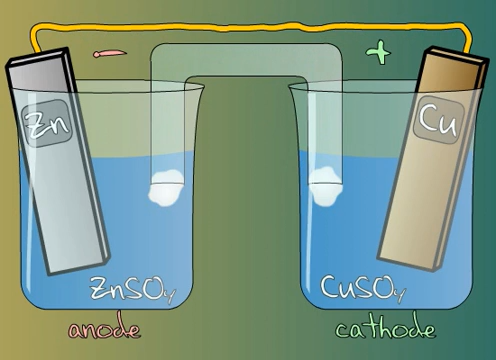 − +
Zn Cu
ZnSO4 CuSO4
anode cathode